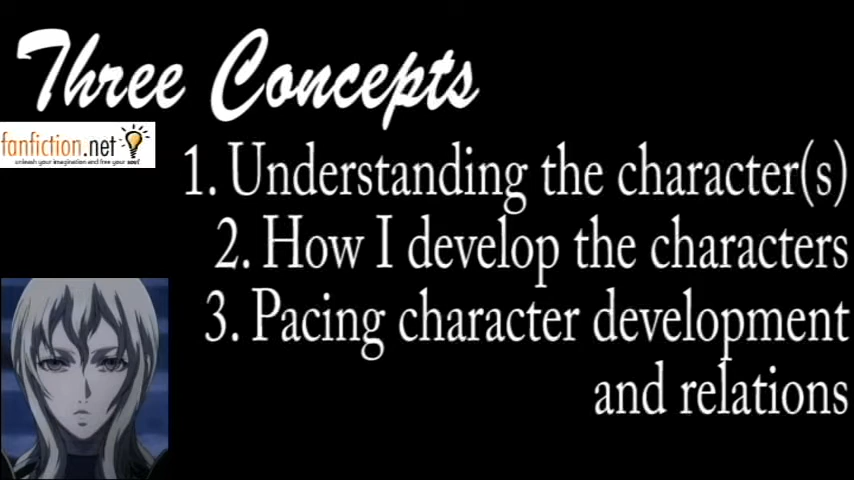 Three Concepts
fanfiction.net
unleash your imagination and free your soul
1. Understanding the character(s)
2. How I develop the characters
3. Pacing character development
and relations